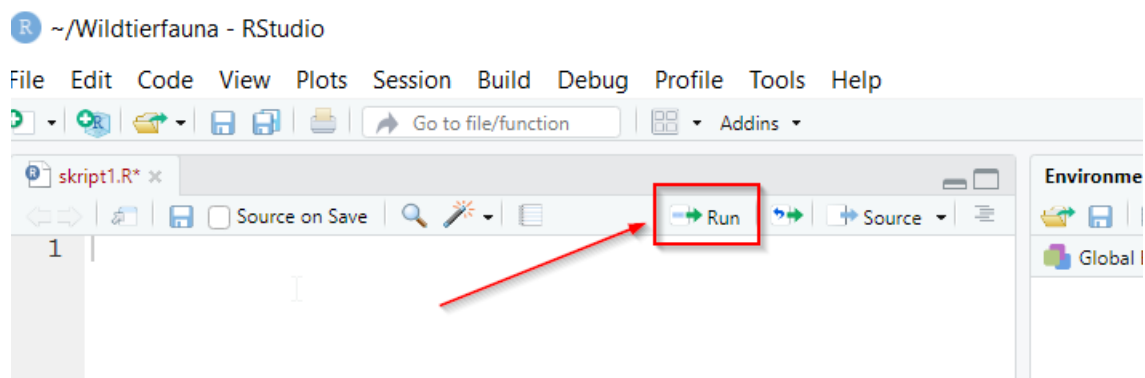 ~/Wildtierfauna - RStudio
File Edit Code View Plots Session Build Debug Profile Tools Help
Go to file/function Addins
skript1.R*
Environme
Source on Save Run Source
1
Global